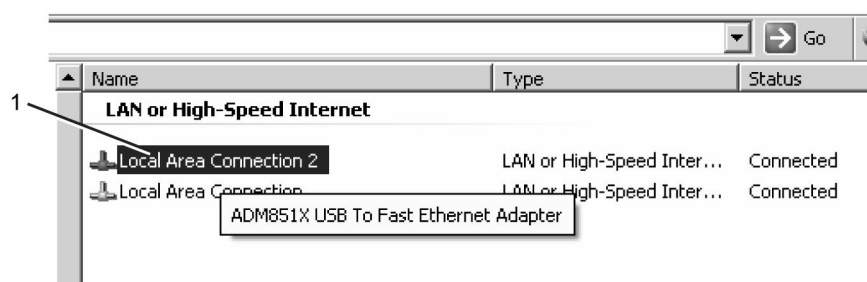 Go
Name Type Status
1
LAN or High-Speed Internet
Local Area Connection 2 LAN or High-Speed Inter... Connected
Local Area Connection LAN or High-Speed Inter... Connected
ADM851X USB To Fast Ethernet Adapter